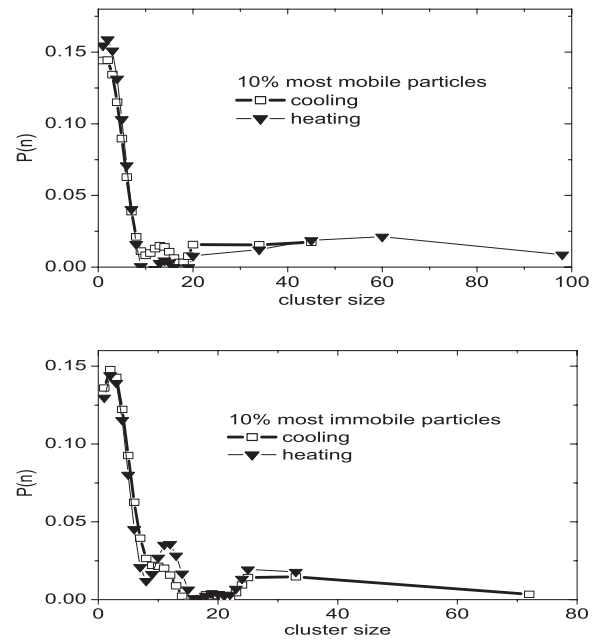 0.15
0.10
0.05
0.00
P(n)
10% most mobile particles
cooling
heating
0 20 40 60 80 100
cluster size
0.15
0.10
0.05
0.00
P(n)
10% most immobile particles
cooling
heating
0 20 40 60 80
cluster size